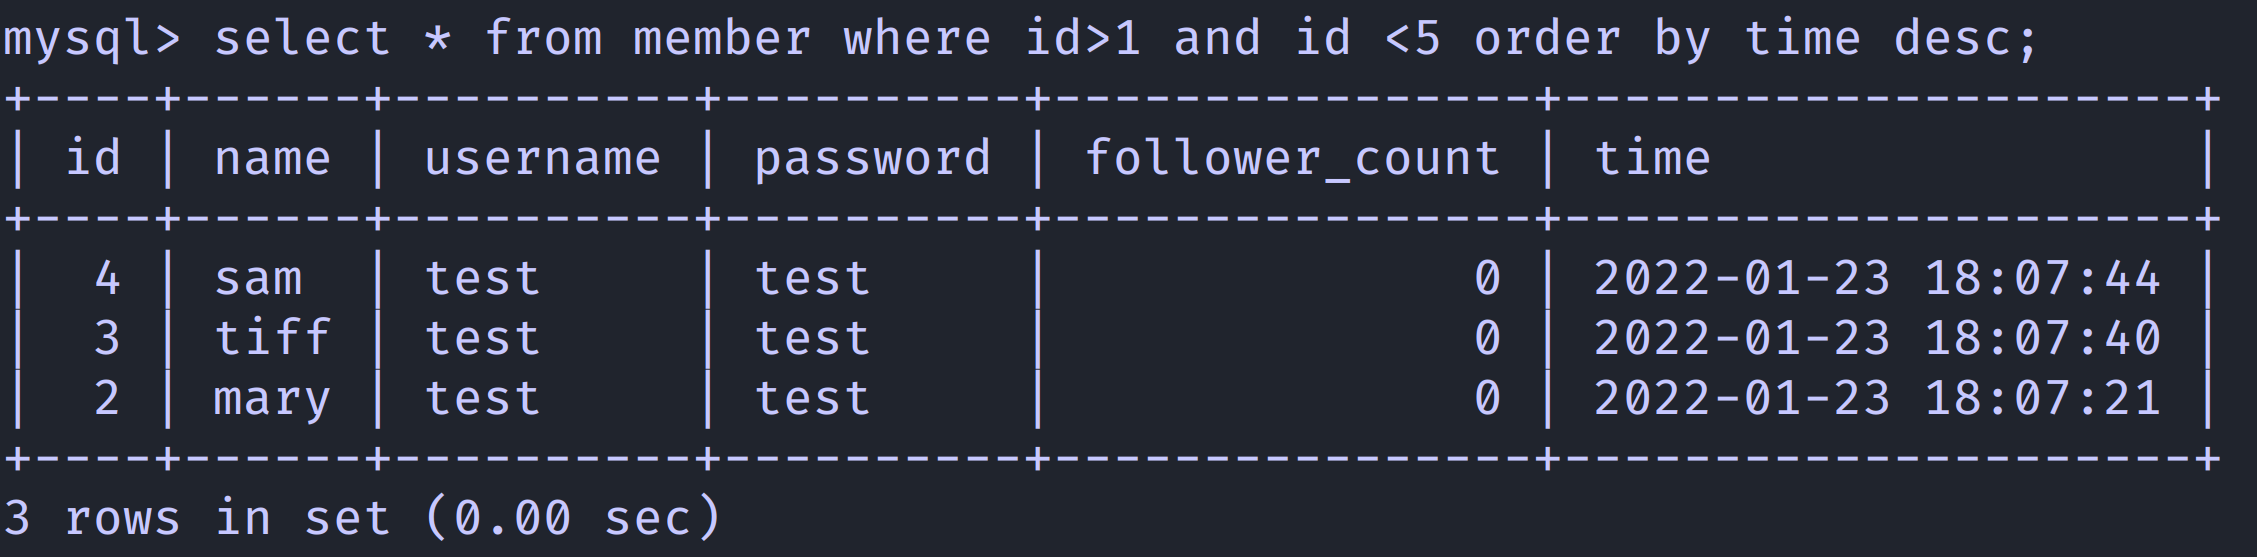 mysql> select * from member where id>1 and id <5 order by time desc;
+----+------+----------+----------+----------------+---------------------+
| id | name | username | password | follower_count | time                |
+----+------+----------+----------+----------------+---------------------+
|  4 | sam  | test     | test     |              0 | 2022-01-23 18:07:44 |
|  3 | tiff | test     | test     |              0 | 2022-01-23 18:07:40 |
|  2 | mary | test     | test     |              0 | 2022-01-23 18:07:21 |
+----+------+----------+----------+----------------+---------------------+
3 rows in set (0.00 sec)